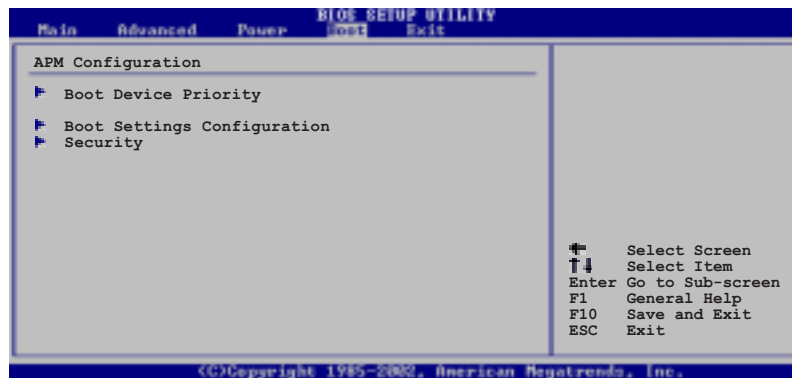 BIOS SETUP UTILITY
Main Advanced Power Boot Exit
APM Configuration
Boot Device Priority
Boot Settings Configuration
Security
Select Screen
Select Item
Enter Go to Sub-screen
F1 General Help
F10 Save and Exit
ESC Exit
(C)Copyright 1985-2002, American Megatrends, Inc.